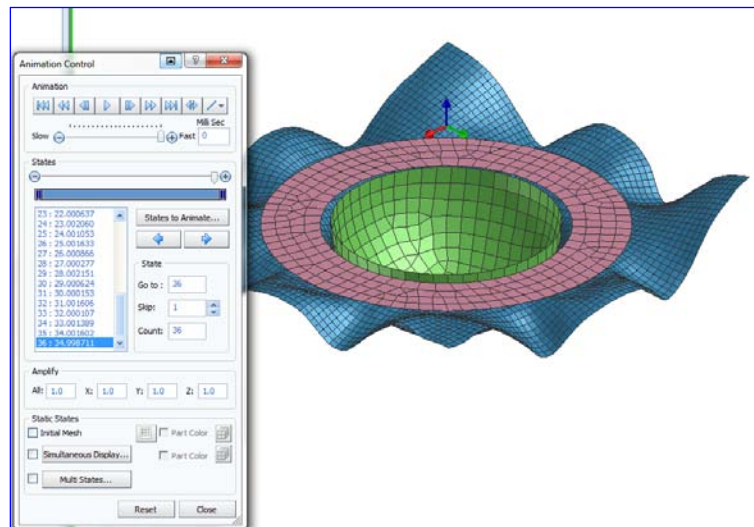 Animation Control
Animation
Milli Sec
Slow
Fast 0
States
23 : 22.000637
24 : 23.002060
25 : 24.001053
26 : 25.001633
27 : 26.000866
28 : 27.000277
29 : 28.002151
30 : 29.000624
31 : 30.000153
32 : 31.001606
33 : 32.000107
34 : 33.001389
35 : 34.001602
36 : 34.998711
States to Animate...
State
Go to : 36
Skip: 1
Count: 36
Amplify
All: 1.0 X: 1.0 Y: 1.0 Z: 1.0
Static States
Initial Mesh Part Color
Simultaneous Display... Part Color
Multi States...
Reset Close